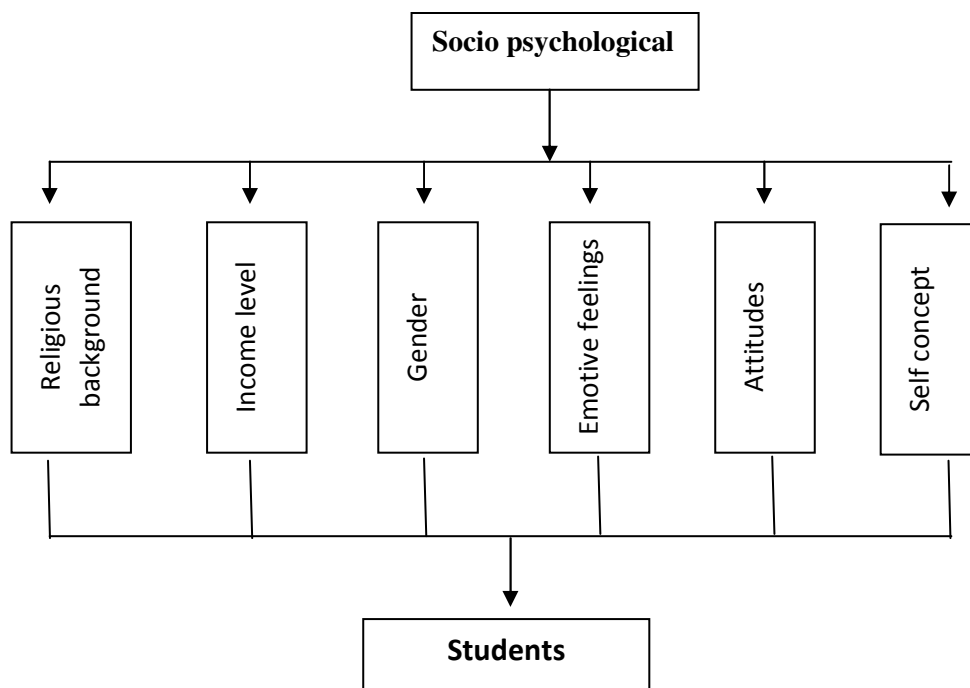 Socio psychological
Religious
background
Income level
Gender
Emotive feelings
Attitudes
Self concept
Students